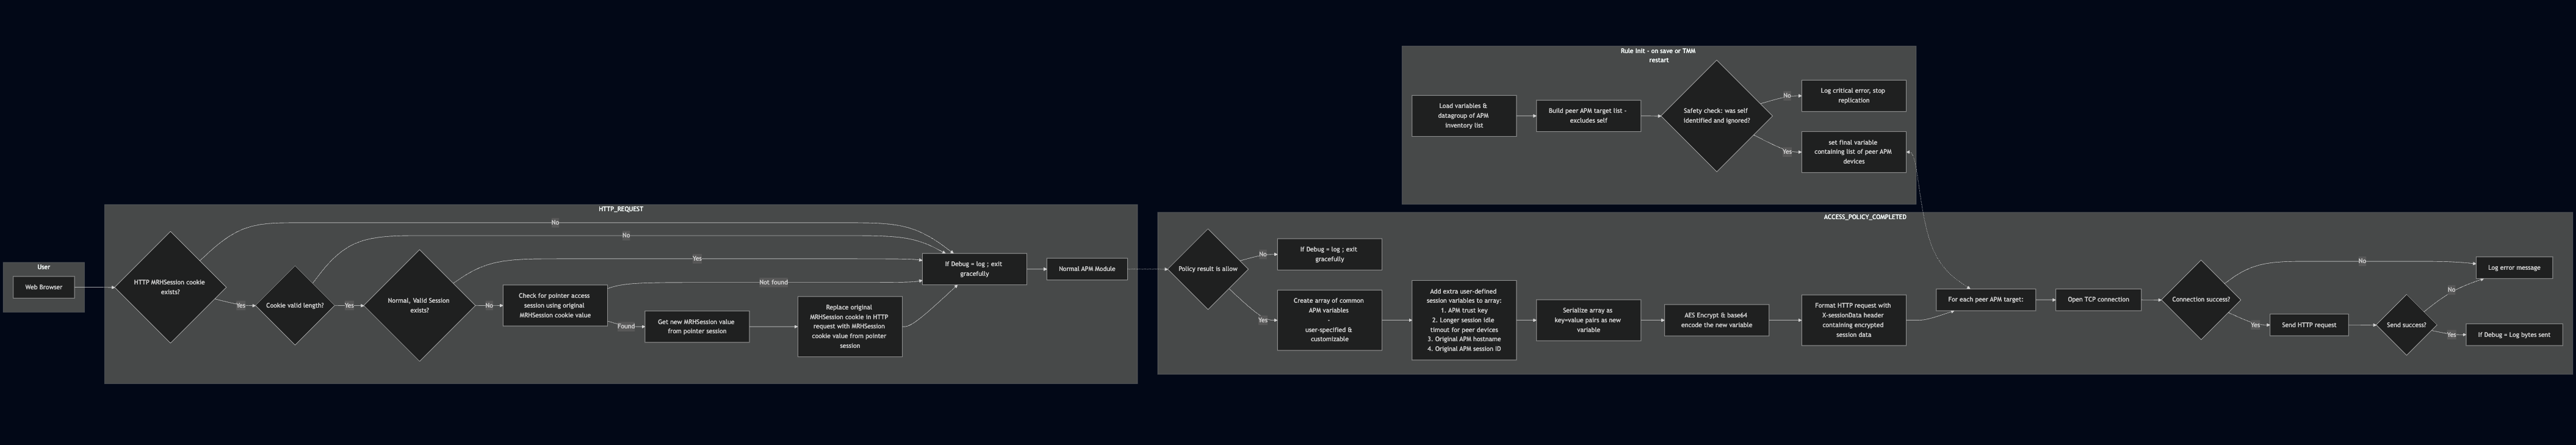 User
Web Browser
HTTP_REQUEST
HTTP MRHSession cookie
exists?
No
Yes
Cookie valid length?
No
Yes
Normal, Valid Session
exists?
Yes
No
Check for pointer access
session using original
MRHSession cookie value
Not found
Found
Get new MRHSession value
from pointer session
Replace original
MRHSession cookie in HTTP
request with MRHSession
cookie value from pointer
session
If Debug = log ; exit
gracefully
Normal APM Module
Rule Init - on save or TMM
restart
Load variables &
datagroup of APM
inventory list
Build peer APM target list -
excludes self
Safety check: was self
identified and ignored?
No
Log critical error, stop
replication
Yes
set final variable
containing list of peer APM
devices
ACCESS_POLICY_COMPLETED
Policy result is allow
No
If Debug = log ; exit
gracefully
Yes
Create array of common
APM variables
-
user-specified &
customizable
Add extra user-defined
session variables to array:
1. APM trust key
2. Longer session idle
timout for peer devices
3. Original APM hostname
4. Original APM session ID
Serialize array as
key=value pairs as new
variable
AES Encrypt & base64
encode the new variable
Format HTTP request with
X-sessionData header
containing encrypted
session data
For each peer APM target:
Open TCP connection
Connection success?
No
Yes
Send HTTP request
Send success?
No
Log error message
Yes
If Debug = Log bytes sent